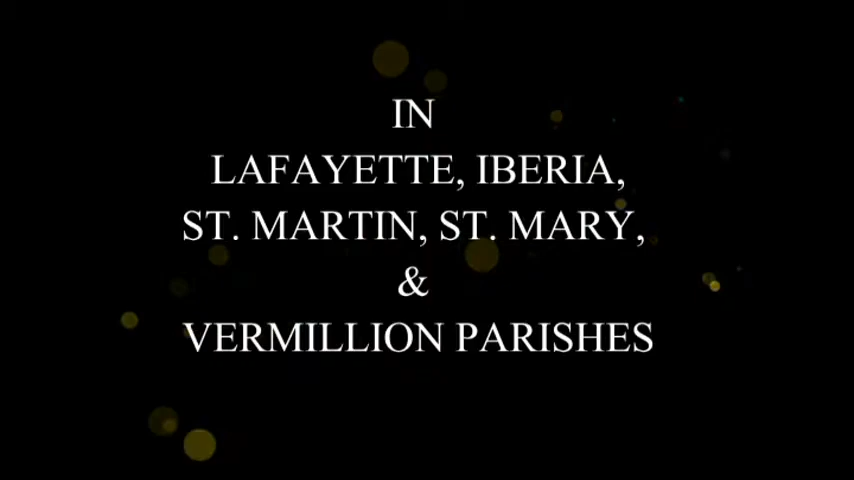 IN
LAFAYETTE, IBERIA,
ST. MARTIN, ST. MARY,
&
VERMILLION PARISHES